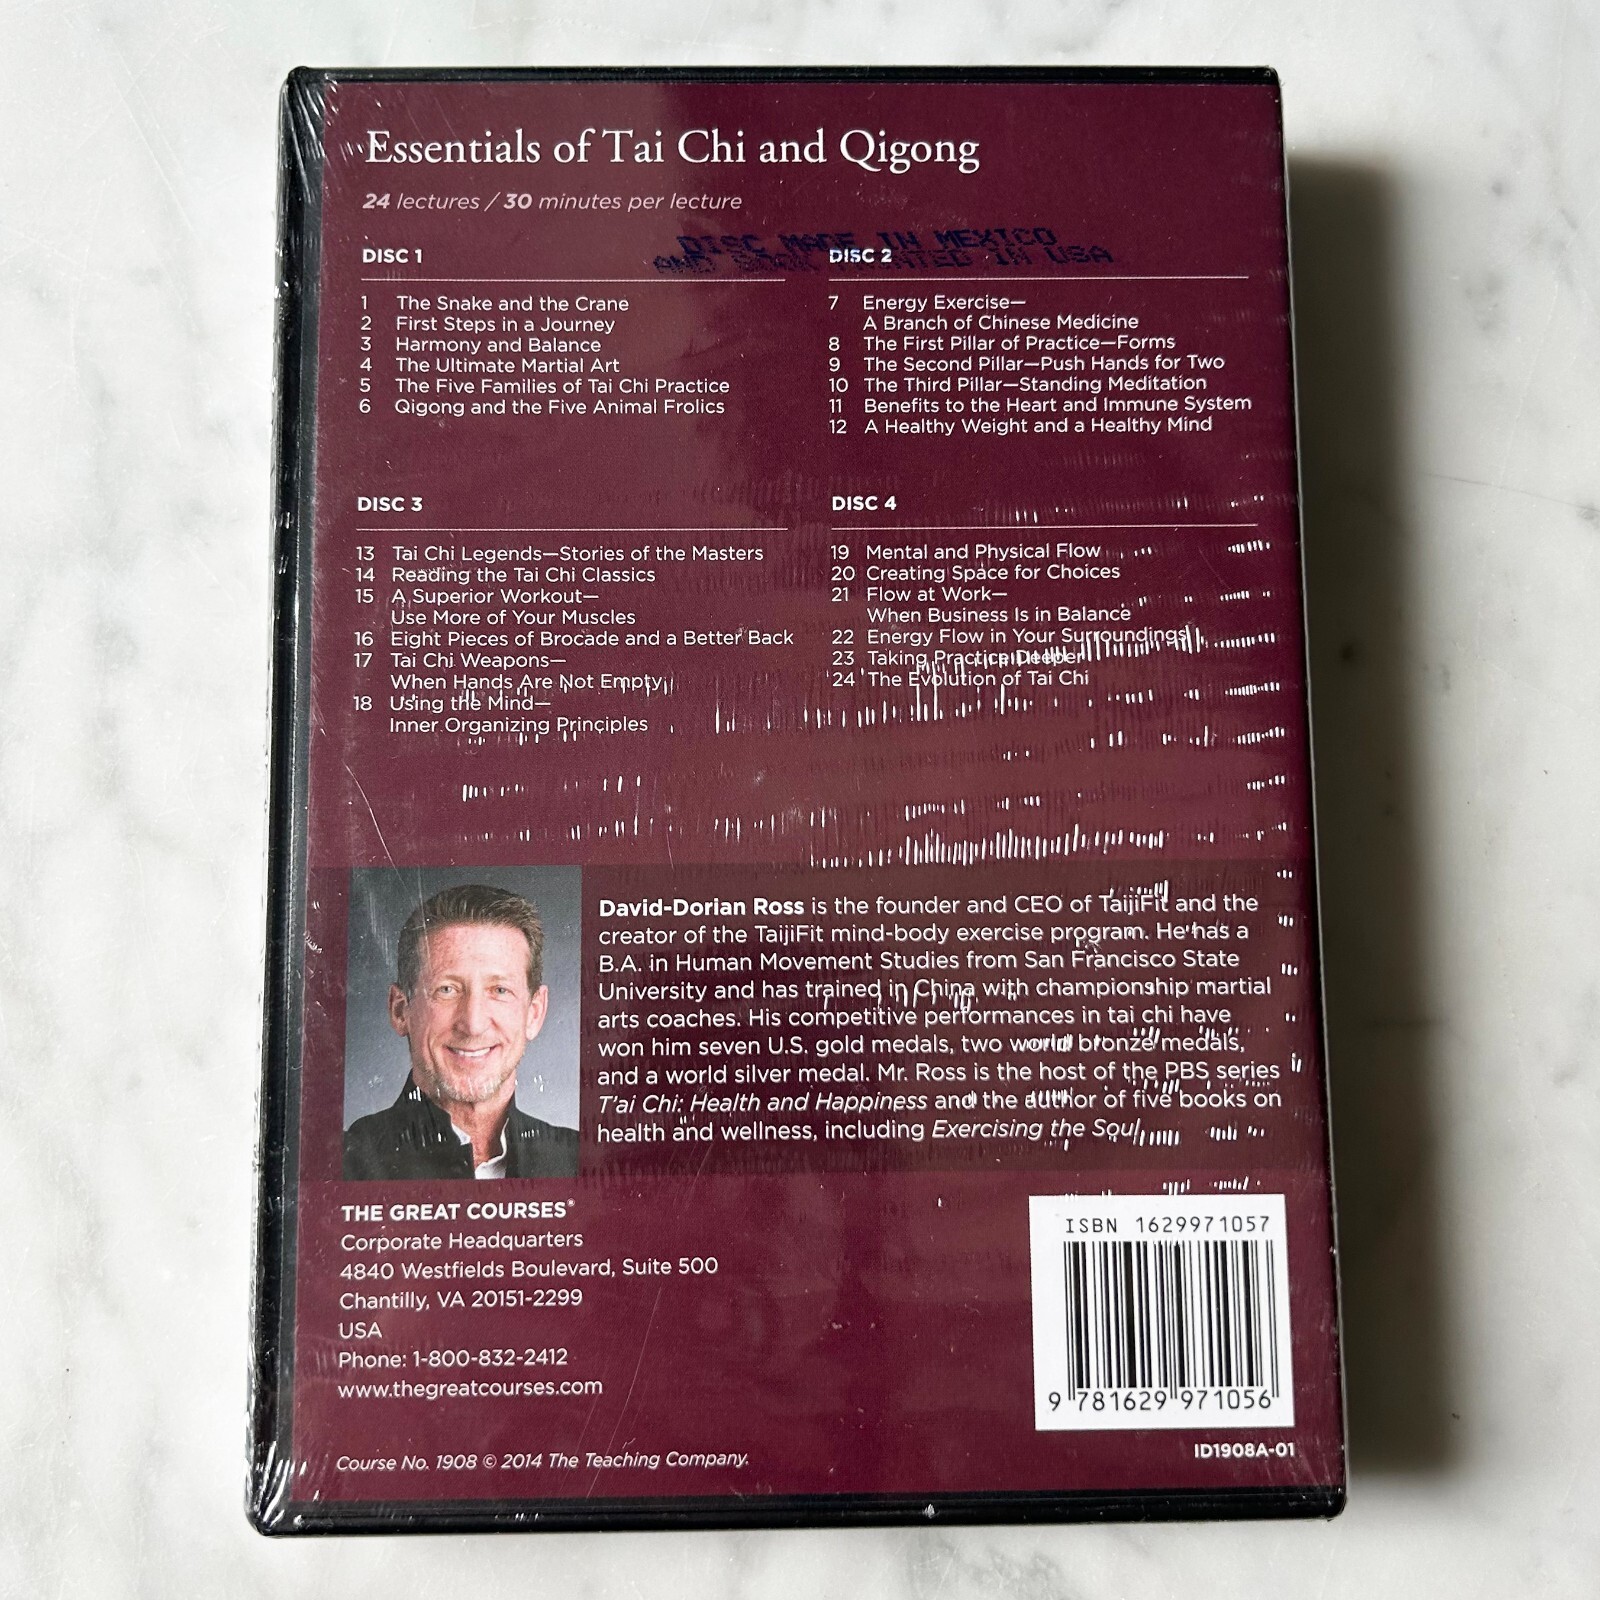 Essentials of Tai Chi and Qigong
24 lectures / 30 minutes per lecture
DISC MADE IN MEXICO
AND BOOK PRINTED IN USA
DISC 1
1 The Snake and the Crane
2 First Steps in a Journey
3 Harmony and Balance
4 The Ultimate Martial Art
5 The Five Families of Tai Chi Practice
6 Qigong and the Five Animal Frolics
DISC 2
7 Energy Exercise—
A Branch of Chinese Medicine
8 The First Pillar of Practice—Forms
9 The Second Pillar—Push Hands for Two
10 The Third Pillar—Standing Meditation
11 Benefits to the Heart and Immune System
12 A Healthy Weight and a Healthy Mind
DISC 3
13 Tai Chi Legends—Stories of the Masters
14 Reading the Tai Chi Classics
15 A Superior Workout—
Use More of Your Muscles
16 Eight Pieces of Brocade and a Better Back
17 Tai Chi Weapons—
When Hands Are Not Empty
18 Using the Mind—
Inner Organizing Principles
DISC 4
19 Mental and Physical Flow
20 Creating Space for Choices
21 Flow at Work—
When Business Is in Balance
22 Energy Flow in Your Surroundings
23 Taking Practice Deeper
24 The Evolution of Tai Chi
David-Dorian Ross is the founder and CEO of TaijiFit and the
creator of the TaijiFit mind-body exercise program. He has a
B.A. in Human Movement Studies from San Francisco State
University and has trained in China with championship martial
arts coaches. His competitive performances in tai chi have
won him seven U.S. gold medals, two world bronze medals,
and a world silver medal. Mr. Ross is the host of the PBS series
T'ai Chi: Health and Happiness and the author of five books on
health and wellness, including Exercising the Soul.
THE GREAT COURSES®
Corporate Headquarters
4840 Westfields Boulevard, Suite 500
Chantilly, VA 20151-2299
USA
Phone: 1-800-832-2412
www.thegreatcourses.com
Course No. 1908 © 2014 The Teaching Company.
ISBN 1629971057
9 781629 971056
ID1908A-01